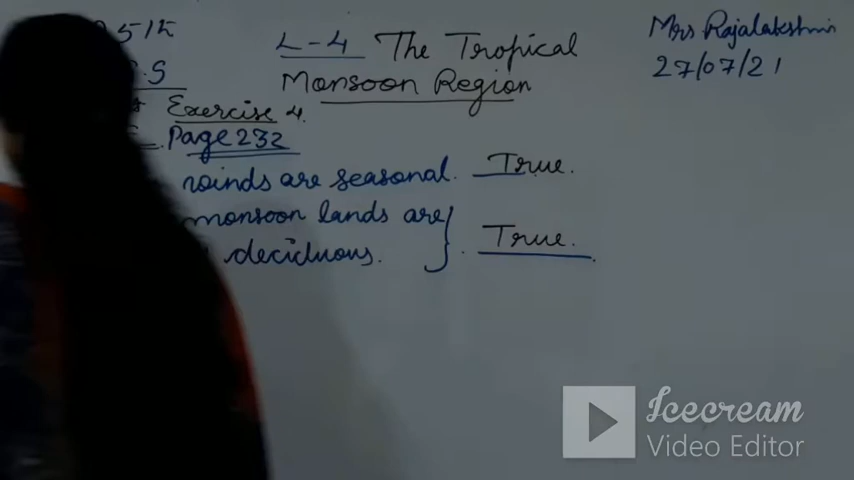 L-4 The Tropical
Monsoon Region
Mrs Rajalakshmi
27/07/21
Exercise 4.
Page 232
winds are seasonal. True.
monsoon lands are
deciduous. } True.
Icecream
Video Editor